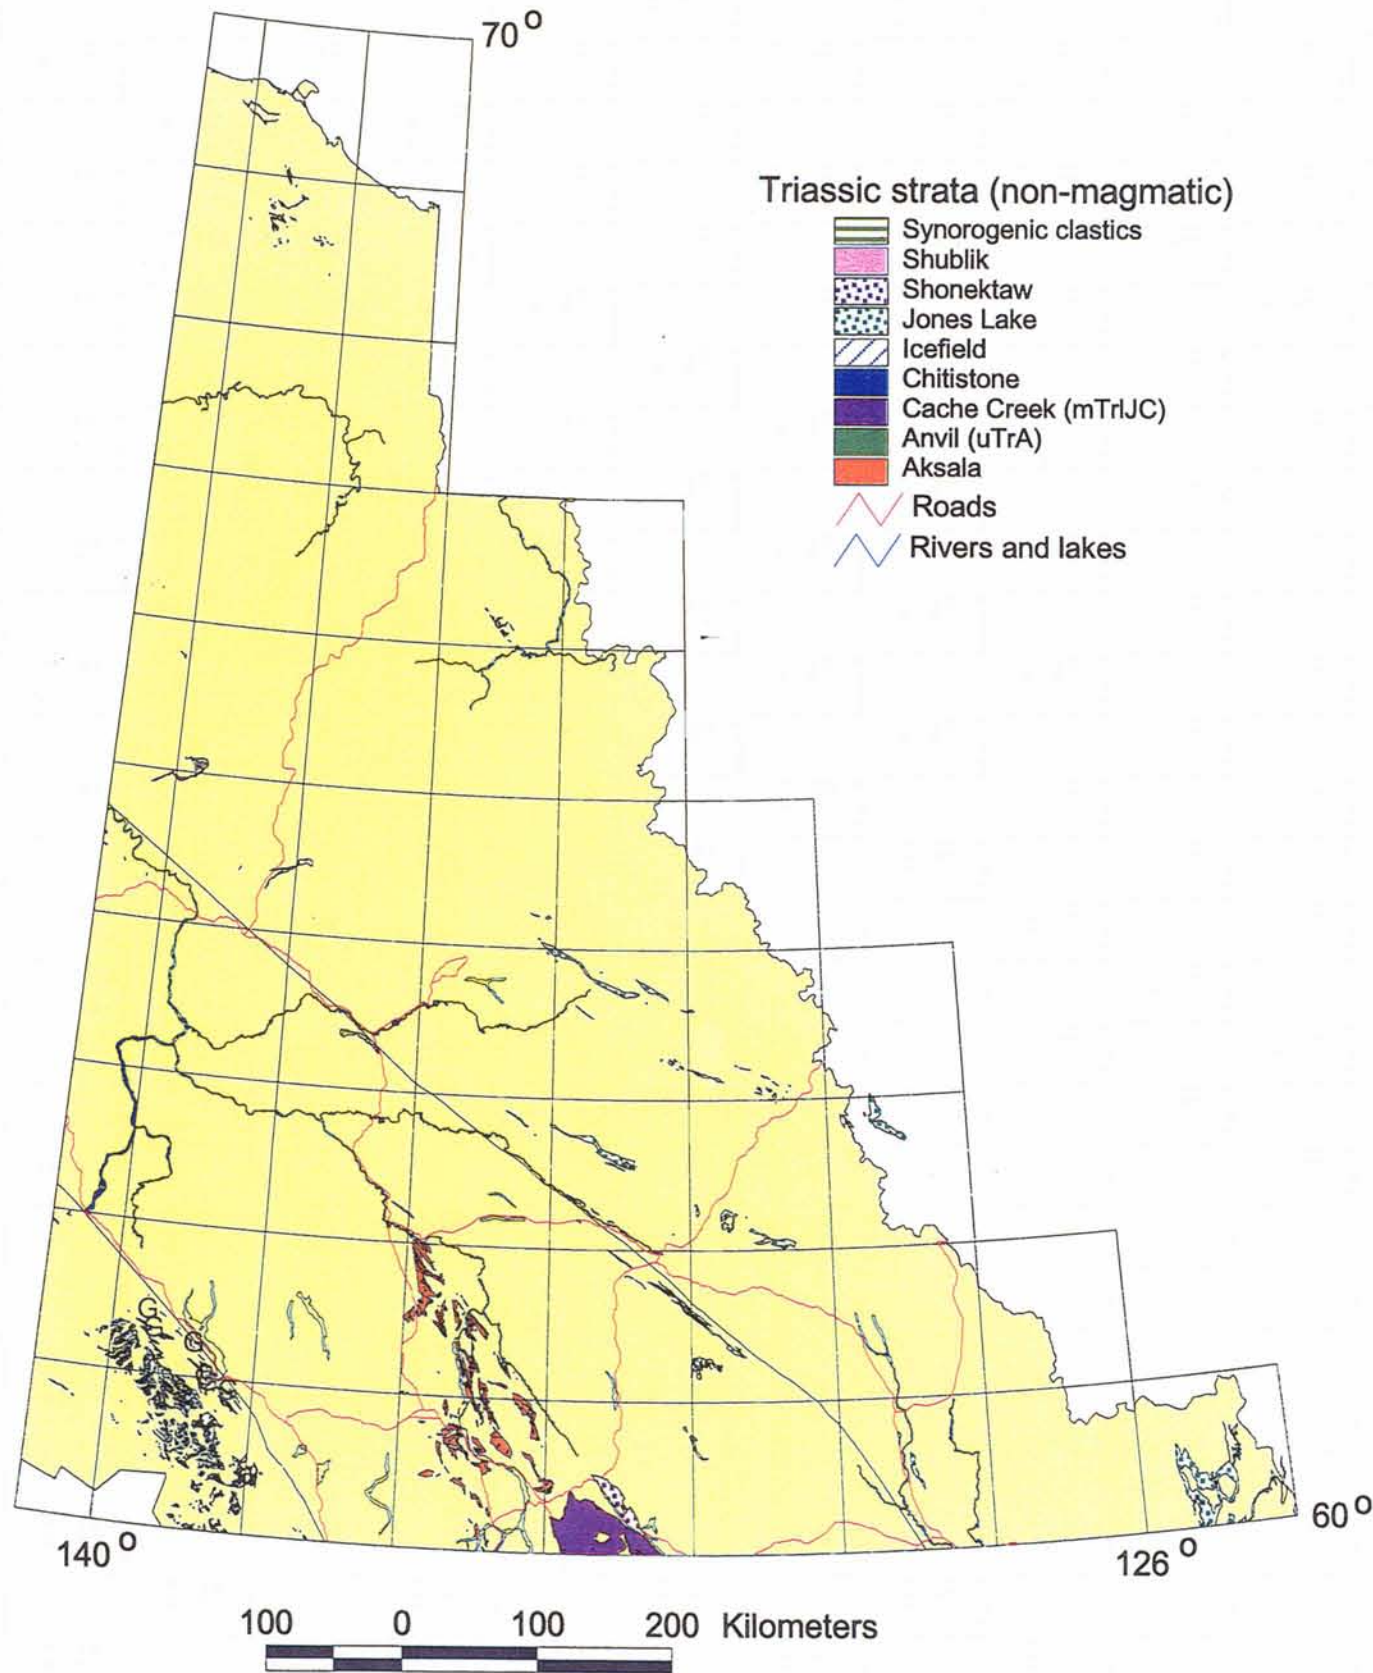 70°
Triassic strata (non-magmatic)
Synorogenic clastics
Shublik
Shonektaw
Jones Lake
Icefield
Chitistone
Cache Creek (mTrlJC)
Anvil (uTrA)
Aksala
Roads
Rivers and lakes
G
G
G
60°
140°
126°
100 0 100 200 Kilometers